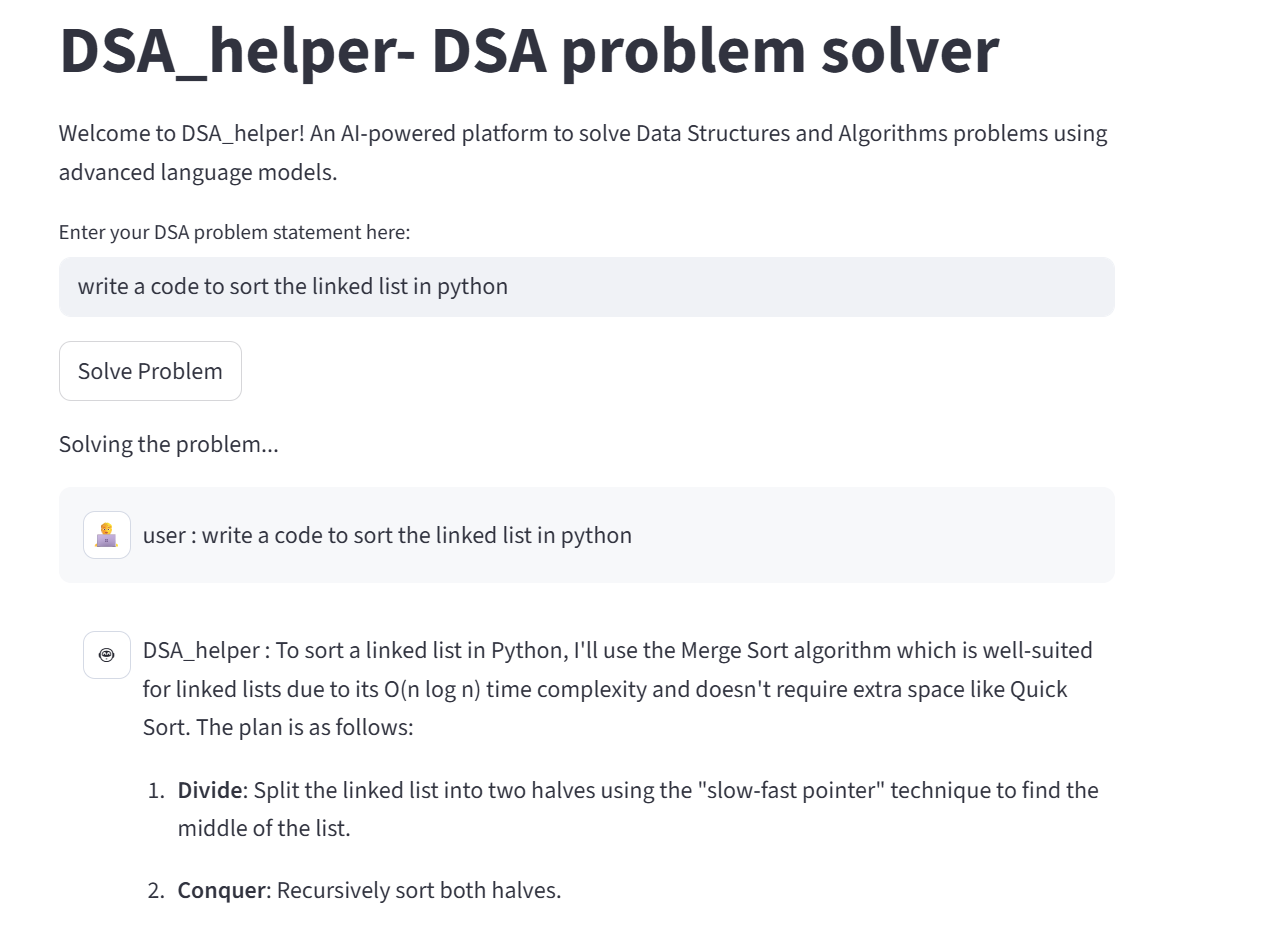 DSA_helper- DSA problem solver
Welcome to DSA_helper! An AI-powered platform to solve Data Structures and Algorithms problems using
advanced language models.
Enter your DSA problem statement here:
write a code to sort the linked list in python
Solve Problem
Solving the problem...
user : write a code to sort the linked list in python
DSA_helper : To sort a linked list in Python, I'll use the Merge Sort algorithm which is well-suited
for linked lists due to its O(n log n) time complexity and doesn't require extra space like Quick
Sort. The plan is as follows:
1. Divide: Split the linked list into two halves using the "slow-fast pointer" technique to find the
middle of the list.
2. Conquer: Recursively sort both halves.